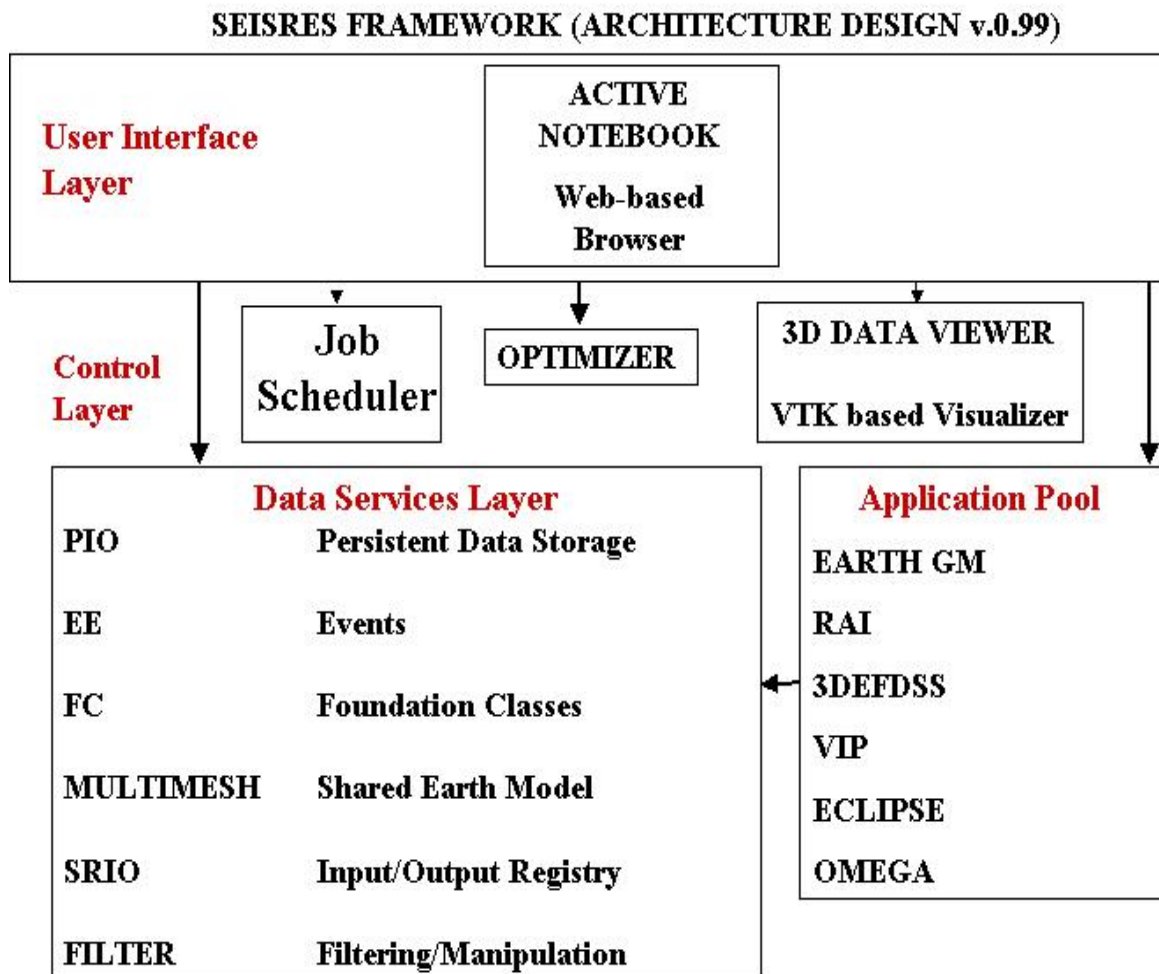 SEISRES FRAMEWORK (ARCHITECTURE DESIGN v.0.99)
User Interface
Layer
ACTIVE
NOTEBOOK
Web-based
Browser
Control
Layer
Job
Scheduler
OPTIMIZER
3D DATA VIEWER
VTK based Visualizer
Data Services Layer
PIO Persistent Data Storage
EE Events
FC Foundation Classes
MULTIMESH Shared Earth Model
SRIO Input/Output Registry
FILTER Filtering/Manipulation
Application Pool
EARTH GM
RAI
3DEFDSS
VIP
ECLIPSE
OMEGA